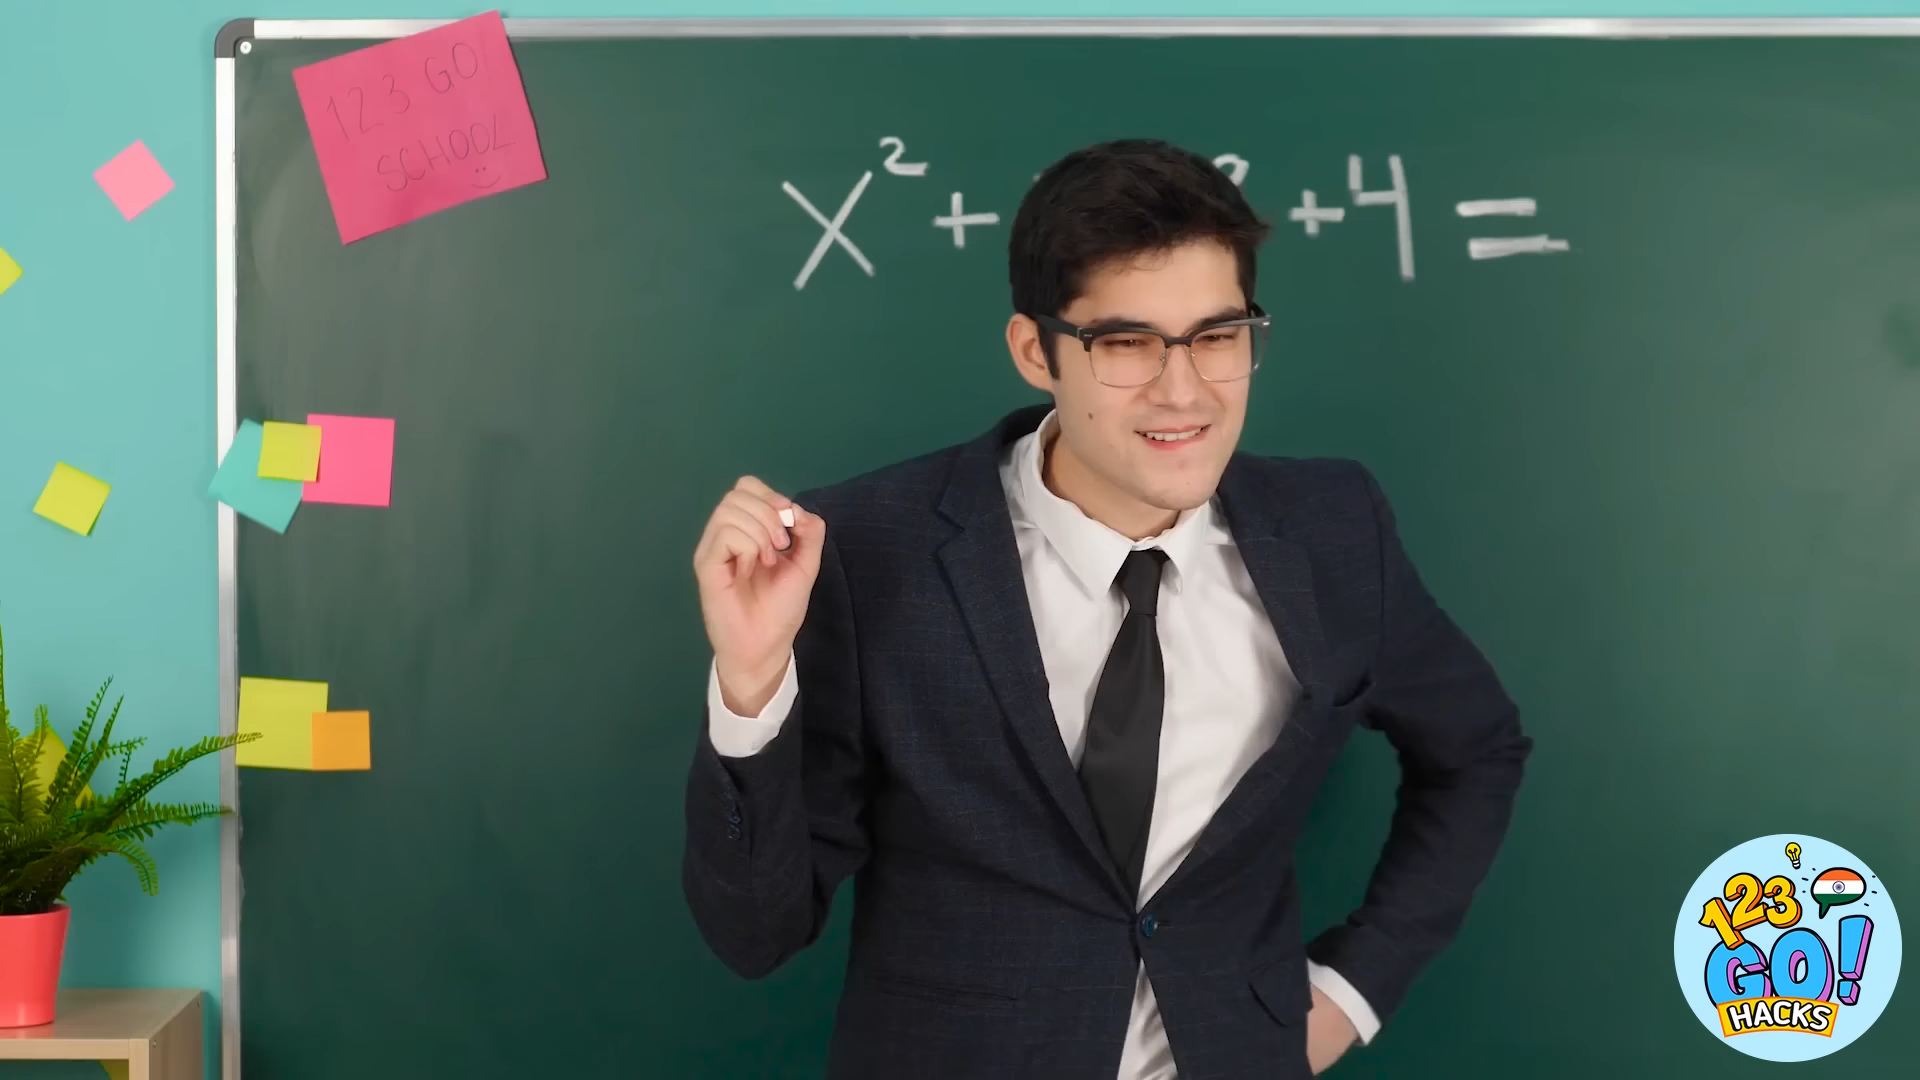 123 GO
SCHOOL
x² + +4 =
123
GO!
HACKS